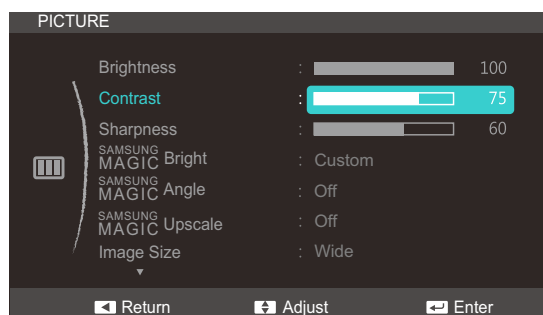 PICTURE
Brightness : 100
Contrast : 75
Sharpness : 60
SAMSUNG MAGIC Bright : Custom
SAMSUNG MAGIC Angle : Off
SAMSUNG MAGIC Upscale : Off
Image Size : Wide
Return Adjust Enter